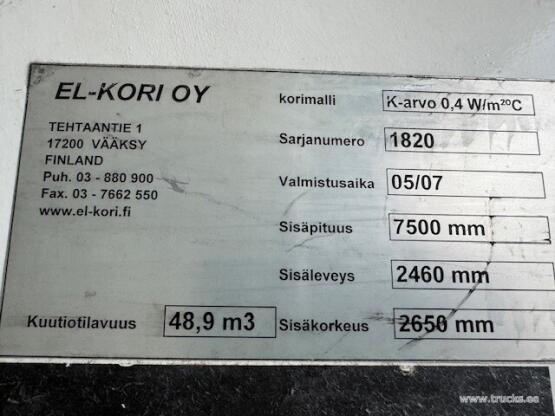 EL-KORI OY
TEHTAANTIE 1
17200 VÄÄKSY
FINLAND
Puh. 03 - 880 900
Fax. 03 - 7662 550
www.el-kori.fi
korimalli K-arvo 0,4 W/m²⁰C
Sarjanumero 1820
Valmistusaika 05/07
Sisäpituus 7500 mm
Sisäleveys 2460 mm
Kuutiotilavuus 48,9 m3 Sisäkorkeus 2650 mm
www.trucks.ee